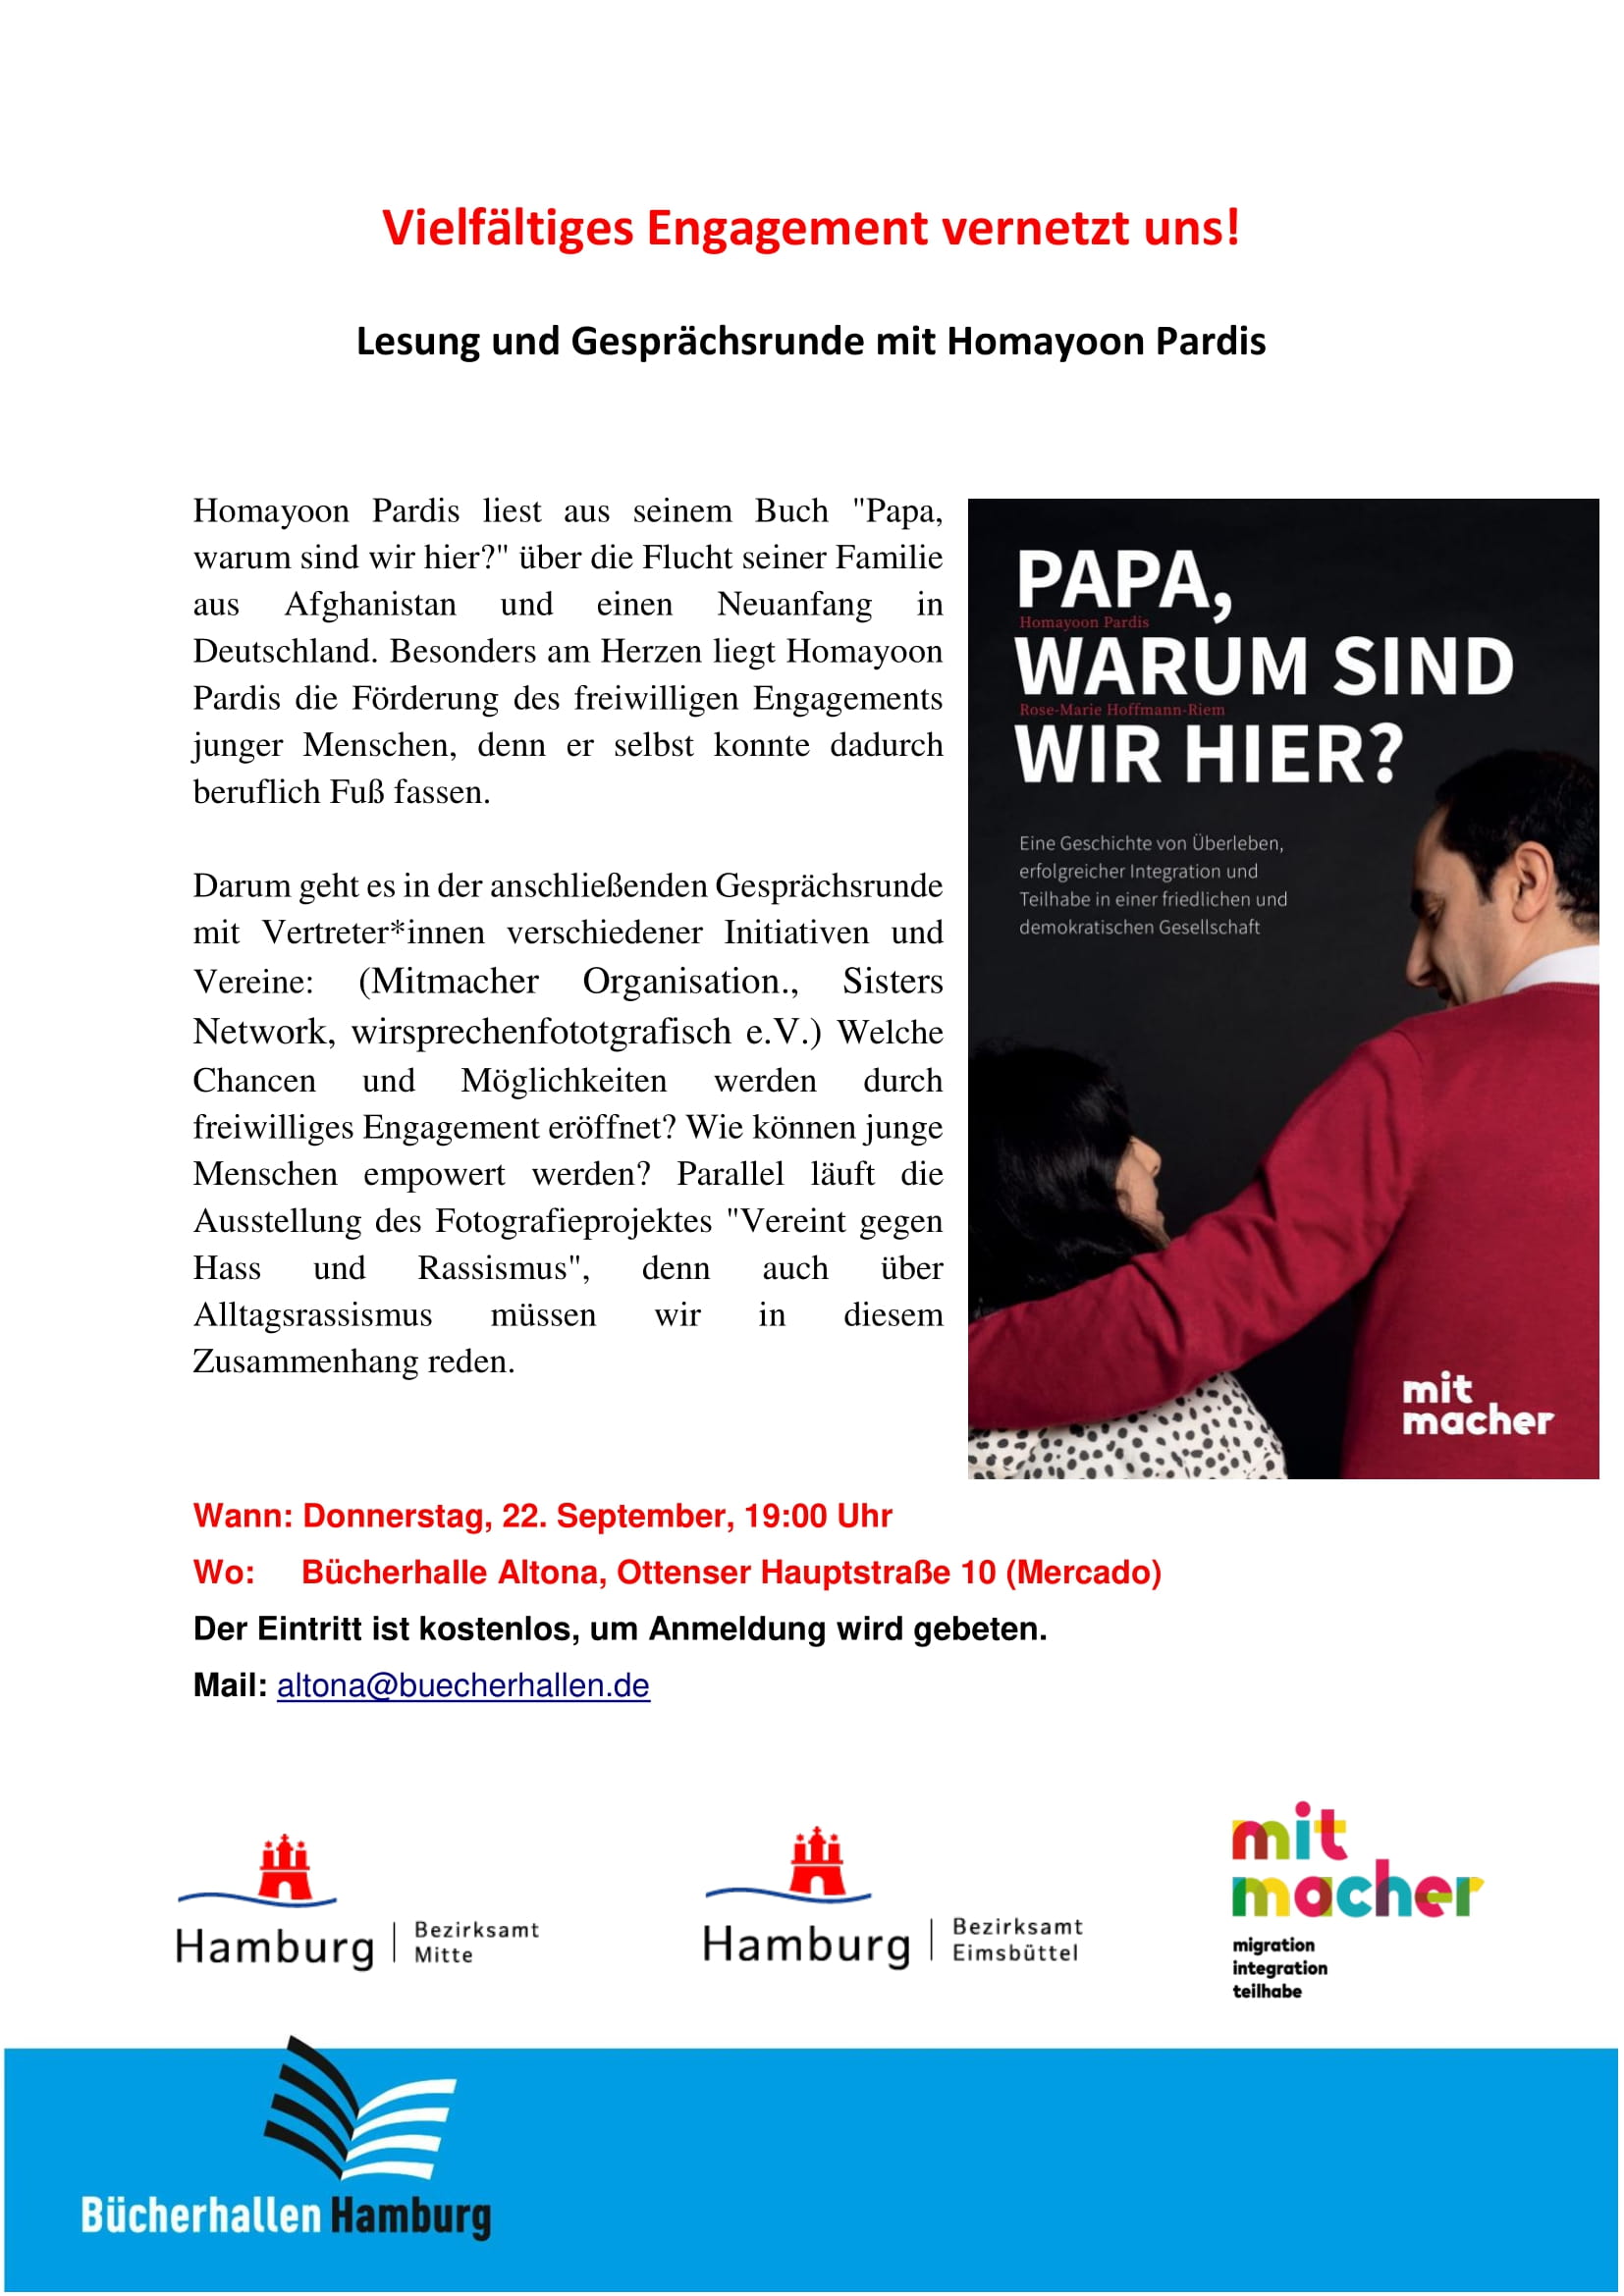 Vielfältiges Engagement vernetzt uns!
Lesung und Gesprächsrunde mit Homayoon Pardis
Homayoon Pardis liest aus seinem Buch "Papa,
warum sind wir hier?" über die Flucht seiner Familie
aus Afghanistan und einen Neuanfang in
Deutschland. Besonders am Herzen liegt Homayoon
Pardis die Förderung des freiwilligen Engagements
junger Menschen, denn er selbst konnte dadurch
beruflich Fuß fassen.
Darum geht es in der anschließenden Gesprächsrunde
mit Vertreter*innen verschiedener Initiativen und
Vereine: (Mitmacher Organisation., Sisters
Network, wirsprechenfototgrafisch e.V.) Welche
Chancen und Möglichkeiten werden durch
freiwilliges Engagement eröffnet? Wie können junge
Menschen empowert werden? Parallel läuft die
Ausstellung des Fotografieprojektes "Vereint gegen
Hass und Rassismus", denn auch über
Alltagsrassismus müssen wir in diesem
Zusammenhang reden.
PAPA,
Homayoon Pardis
WARUM SIND
Rose-Marie Hoffmann-Riem
WIR HIER?
Eine Geschichte von Überleben,
erfolgreicher Integration und
Teilhabe in einer friedlichen und
demokratischen Gesellschaft
mit
macher
Wann: Donnerstag, 22. September, 19:00 Uhr
Wo: Bücherhalle Altona, Ottenser Hauptstraße 10 (Mercado)
Der Eintritt ist kostenlos, um Anmeldung wird gebeten.
Mail: altona@buecherhallen.de
Hamburg | Bezirksamt
Mitte
Hamburg | Bezirksamt
Eimsbüttel
mit
macher
migration
integration
teilhabe
Bücherhallen Hamburg